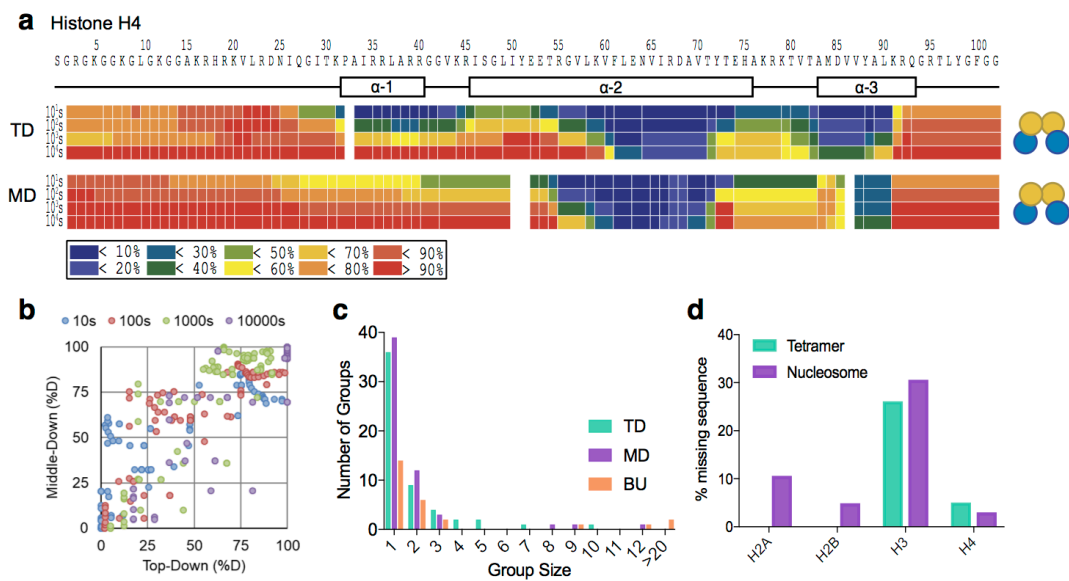 a Histone H4
5 10 15 20 25 30 35 40 45 50 55 60 65 70 75 80 85 90 95 100
S G R G K G G K G L G K G G A K R H R K V L R D N I Q G I T K P A I R R L A R R G G V K R I S G L I Y E E T R G V L K V F L E N V I R D A V T Y T E H A K R K T V T A M D V V Y A L K R Q G R T L Y G F G G
α-1 α-2 α-3
TD
10¹s
10²s
10³s
10⁴s
MD
10¹s
10²s
10³s
10⁴s
< 10% < 30% < 50% < 70% < 90%
< 20% < 40% < 60% < 80% > 90%
b
10s 100s 1000s 10000s
Middle-Down (%D)
100
75
50
25
0
0 25 50 75 100
Top-Down (%D)
c
Number of Groups
40
30
20
10
0
TD
MD
BU
1 2 3 4 5 6 7 8 9 10 11 12 >20
Group Size
d
% missing sequence
40
30
20
10
0
Tetramer
Nucleosome
H2A H2B H3 H4